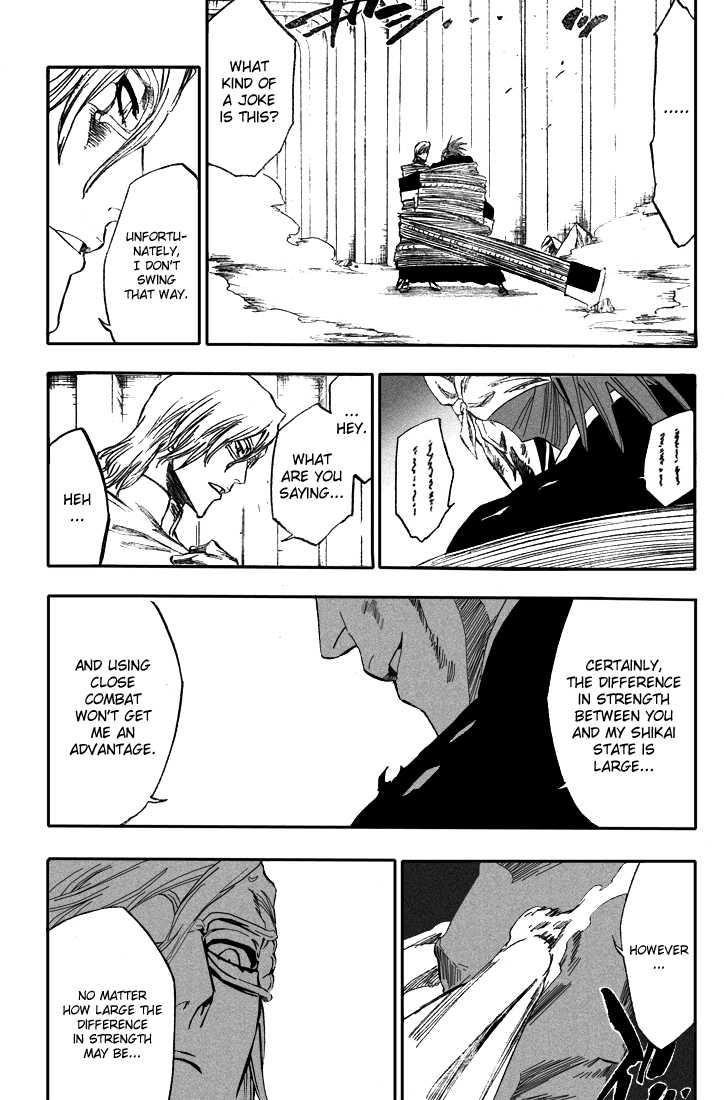 .....
WHAT
KIND OF
A JOKE
IS THIS?
UNFORTU-
NATELY,
I DON'T
SWING
THAT WAY.
...
HEY.
WHAT
ARE YOU
SAYING...
HEH
...
CERTAINLY,
THE DIFFERENCE
IN STRENGTH
BETWEEN YOU
AND MY SHIKAI
STATE IS
LARGE...
AND USING
CLOSE
COMBAT
WON'T GET
ME AN
ADVANTAGE.
HOWEVER
...
NO MATTER
HOW LARGE THE
DIFFERENCE
IN STRENGTH
MAY BE...